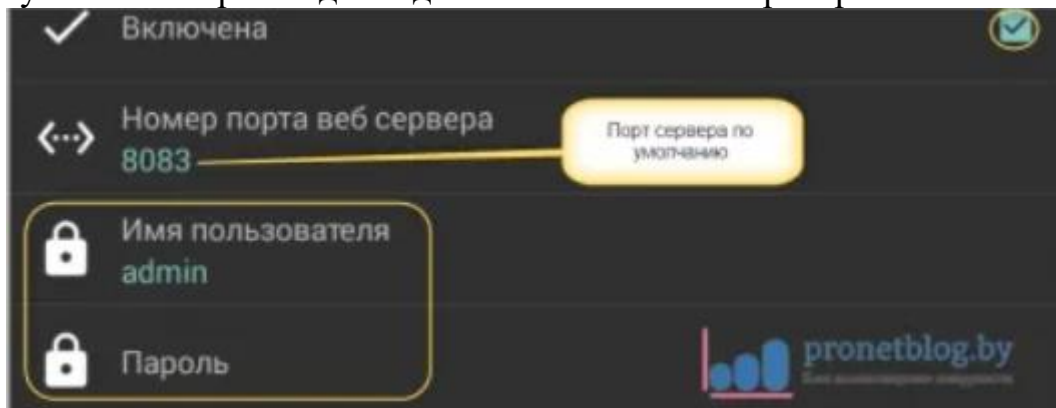 Включена
Номер порта веб сервера
8083
Порт сервера по
умолчанию
Имя пользователя
admin
Пароль
pronetblog.by